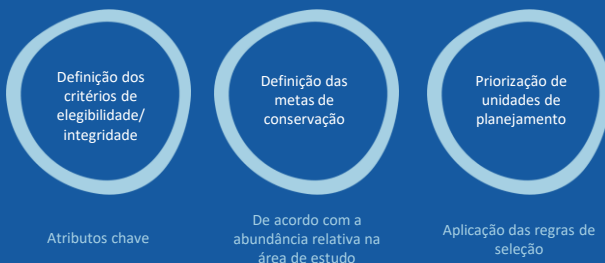 Definição dos
critérios de
elegibilidade/
integridade
Definição das
metas de
conservação
Priorização de
unidades de
planejamento
Atributos chave
De acordo com a
abundância relativa na
área de estudo
Aplicação das regras de
seleção